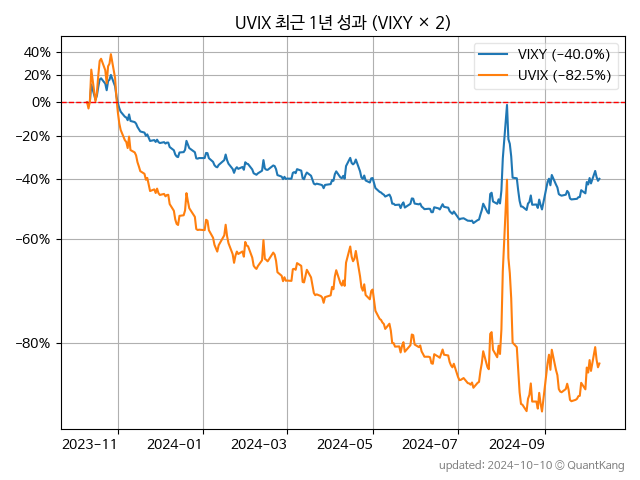 UVIX 최근 1년 성과 (VIXY × 2)
VIXY (−40.0%)
UVIX (−82.5%)
40%
20%
0%
−20%
−40%
−60%
−80%
2023−11 2024−01 2024−03 2024−05 2024−07 2024−09
updated: 2024-10-10 © QuantKang